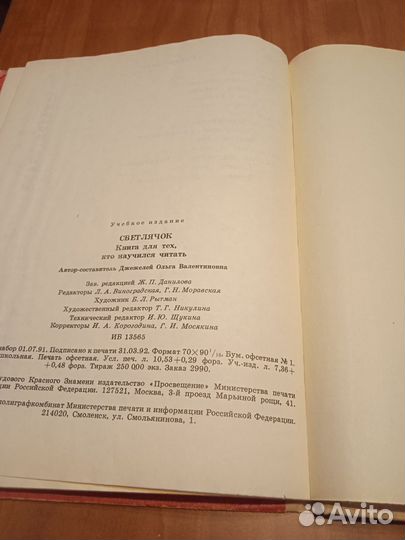 Учебное издание
СВЕТЛЯЧОК
Книга для тех,
кто научился читать
Автор-составитель Джежелей Ольга Валентиновна
Зав. редакцией Ж. П. Данилова
Редакторы Л. А. Виноградская, Г. Н. Моравская
Художник Б. Л. Рытман
Художественный редактор Т. Г. Никулина
Технический редактор И. Ю. Щукина
Корректоры Н. А. Корогодина, Г. И. Мосякина
ИБ 13565
набор 01.07.91. Подписано к печати 31.03.92. Формат 70×90 1/16. Бум. офсетная № 1.
школьная. Печать офсетная. Усл. печ. л. 10,53+0,29 форз. Уч.-изд. л. 7,36+
+0,48 форз. Тираж 250 000 экз. Заказ 2990.
удового Красного Знамени издательство «Просвещение» Министерства печати
ции Российской Федерации. 127521, Москва, 3-й проезд Марьиной рощи, 41.
полиграфкомбинат Министерства печати и информации Российской Федерации.
214020, Смоленск, ул. Смольянинова, 1.
Avito